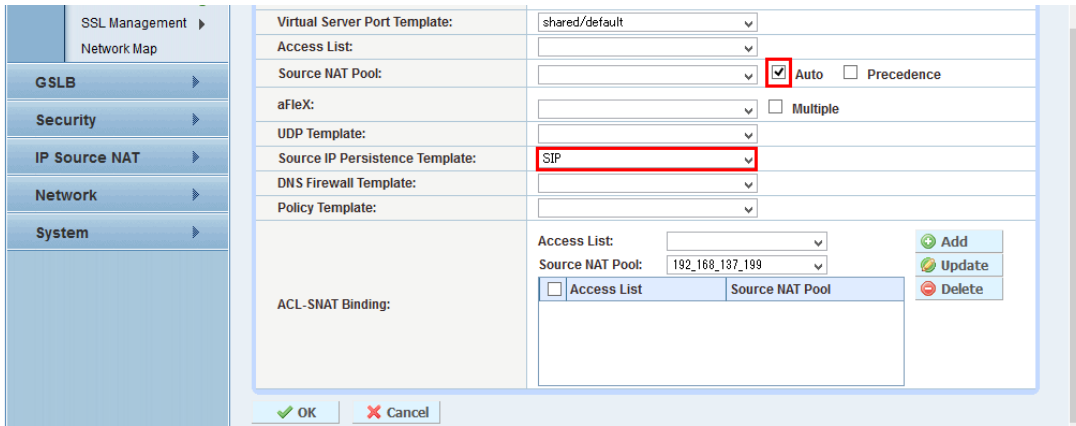 SSL Management
Network Map
GSLB
Security
IP Source NAT
Network
System
Virtual Server Port Template: shared/default
Access List:
Source NAT Pool: Auto Precedence
aFleX: Multiple
UDP Template:
Source IP Persistence Template: SIP
DNS Firewall Template:
Policy Template:
ACL-SNAT Binding:
Access List: Add
Source NAT Pool: 192_168_137_199 Update
Access List Source NAT Pool Delete
OK Cancel